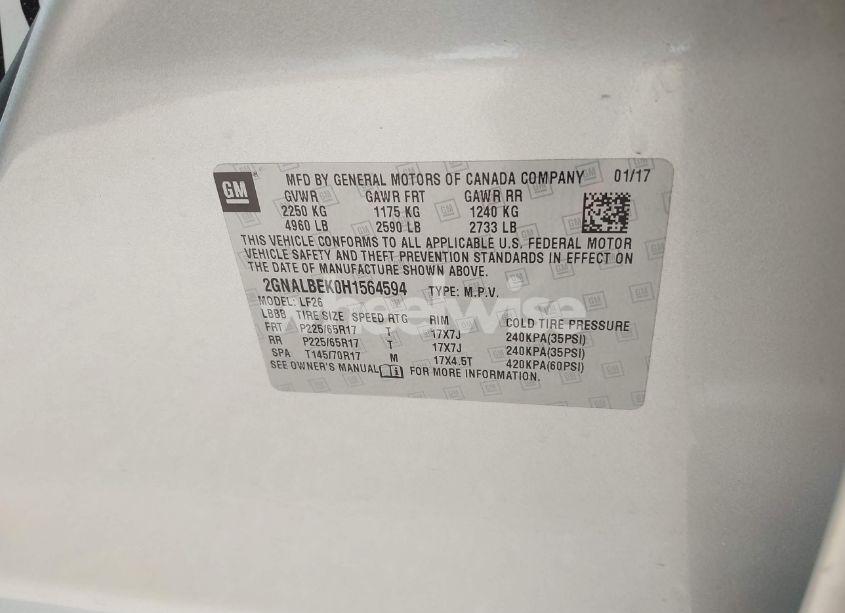 GM
MFD BY GENERAL MOTORS OF CANADA COMPANY 01/17
GVWR GAWR FRT GAWR RR
2250 KG 1175 KG 1240 KG
4960 LB 2590 LB 2733 LB
THIS VEHICLE CONFORMS TO ALL APPLICABLE U.S. FEDERAL MOTOR
VEHICLE SAFETY AND THEFT PREVENTION STANDARDS IN EFFECT ON
THE DATE OF MANUFACTURE SHOWN ABOVE.
2GNALBEK0H1564594 TYPE: M.P.V.
MODEL: LF26
LBBB TIRE SIZE SPEED RTG RIM COLD TIRE PRESSURE
FRT P225/65R17 T 17X7J 240KPA(35PSI)
RR P225/65R17 T 17X7J 240KPA(35PSI)
SPA T145/70R17 M 17X4.5T 420KPA(60PSI)
SEE OWNER'S MANUAL FOR MORE INFORMATION.